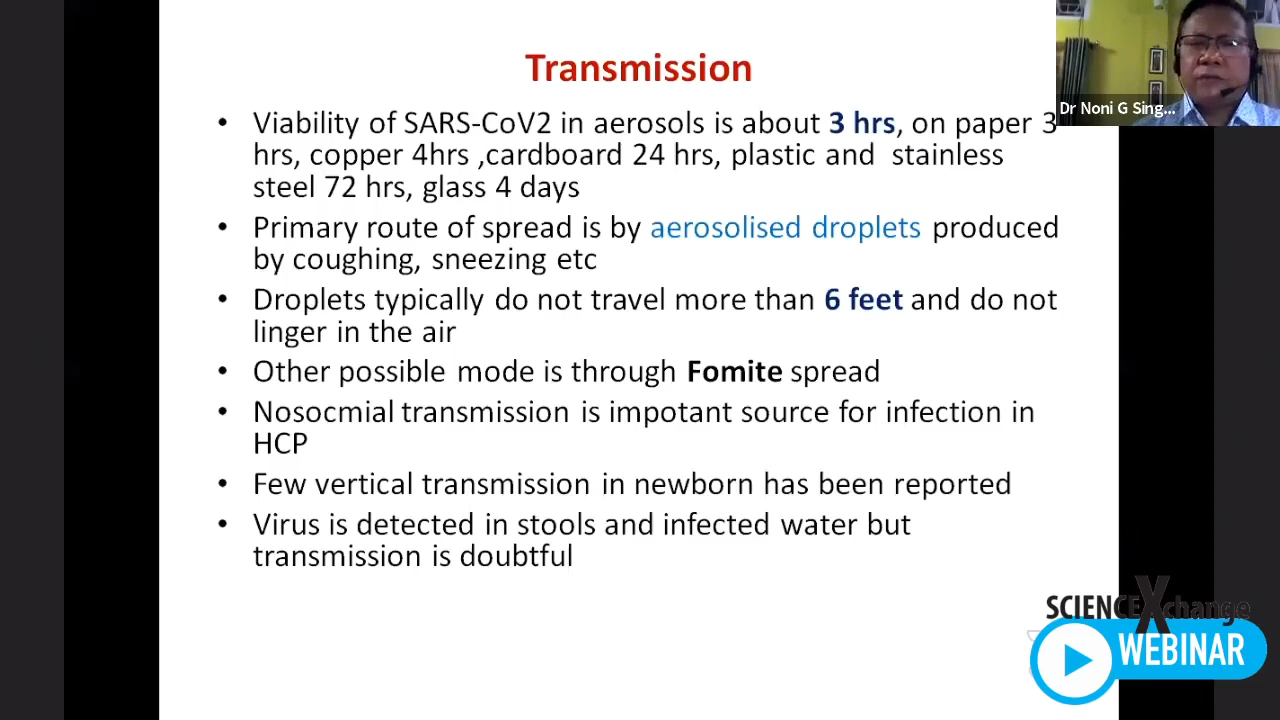 Transmission
Dr Noni G Sing...
• Viability of SARS-CoV2 in aerosols is about 3 hrs, on paper 3
hrs, copper 4hrs ,cardboard 24 hrs, plastic and stainless
steel 72 hrs, glass 4 days
• Primary route of spread is by aerosolised droplets produced
by coughing, sneezing etc
• Droplets typically do not travel more than 6 feet and do not
linger in the air
• Other possible mode is through Fomite spread
• Nosocmial transmission is impotant source for infection in
HCP
• Few vertical transmission in newborn has been reported
• Virus is detected in stools and infected water but
transmission is doubtful
SCIENCEXchange
WEBINAR